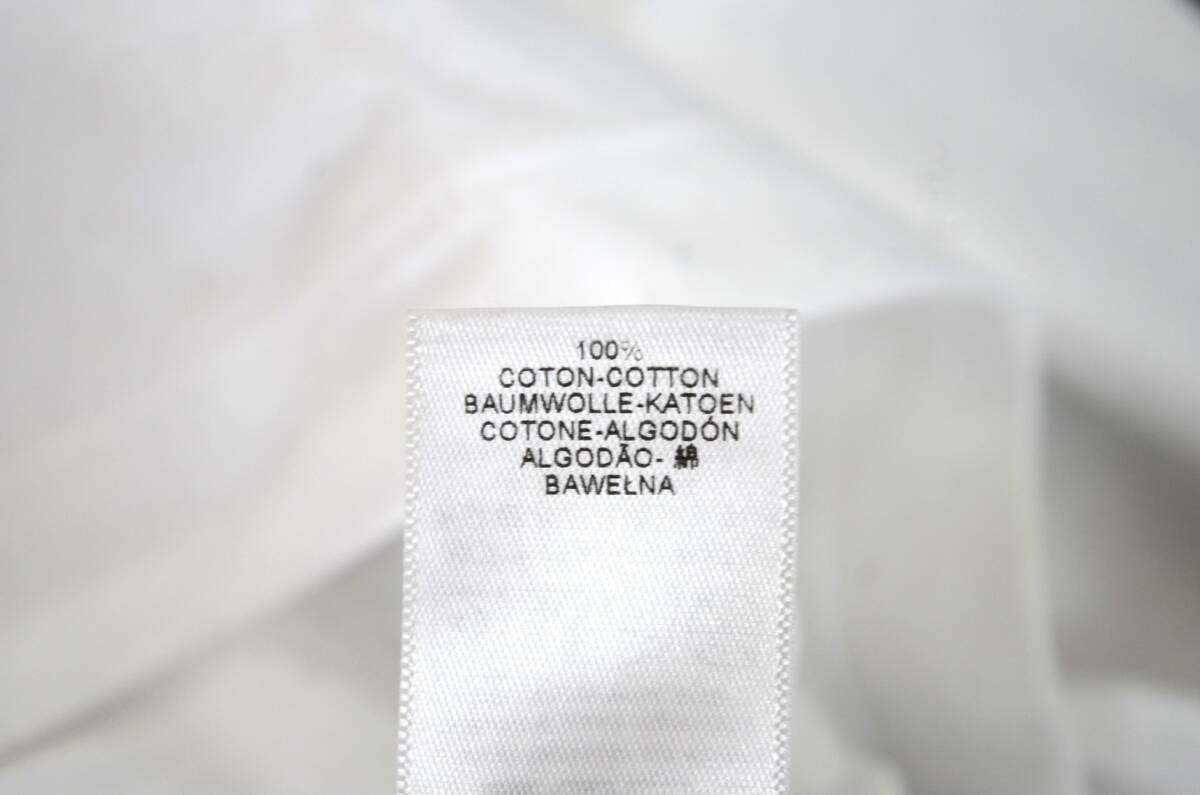 100%
COTON-COTTON
BAUMWOLLE-KATOEN
COTONE-ALGODÓN
ALGODÃO- 綿
BAWEŁNA